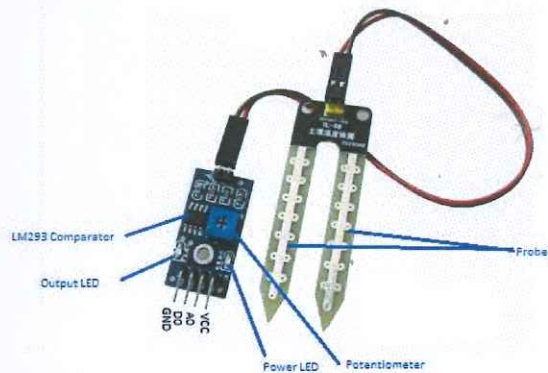 LM293 Comparator
Output LED
GND
DO
AO
VCC
Power LED
Potentiometer
Probe